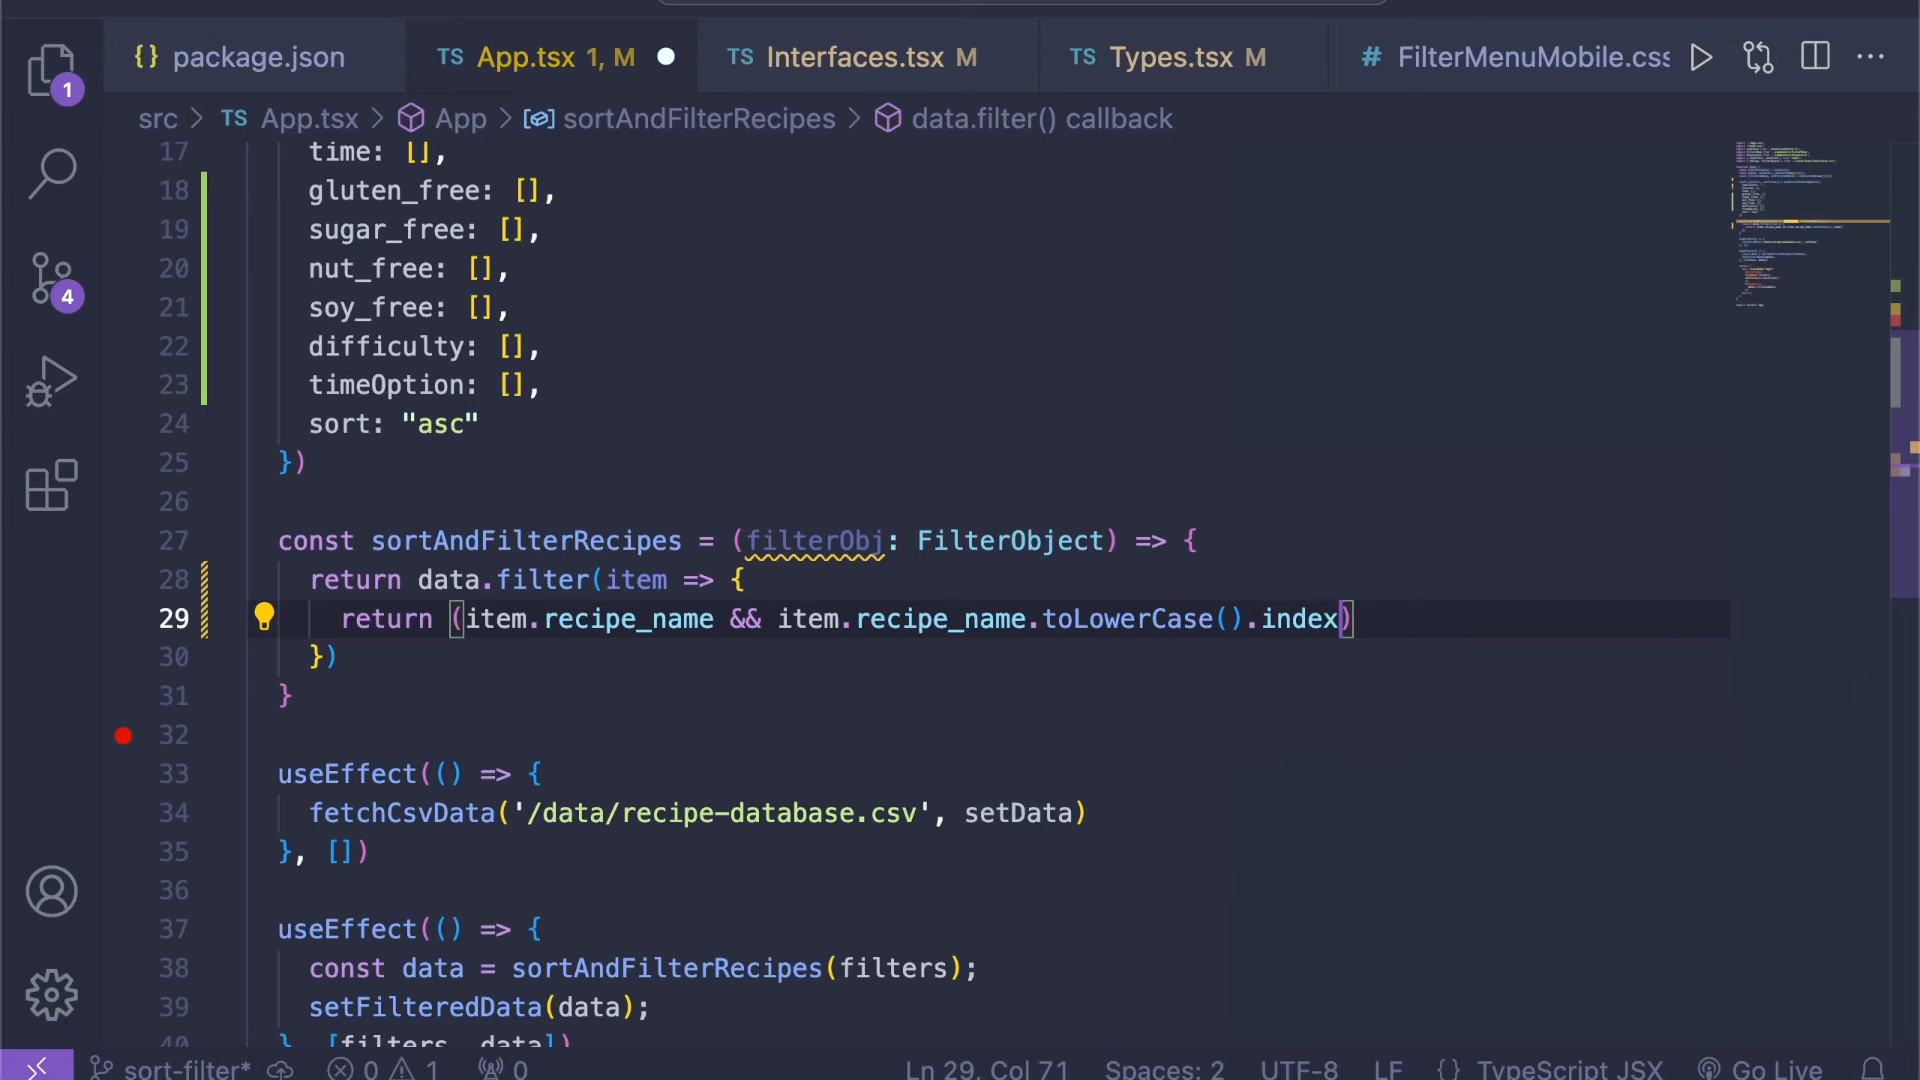 package.json
TS App.tsx 1, M
TS Interfaces.tsx M
TS Types.tsx M
# FilterMenuMobile.css
src > TS App.tsx > App > sortAndFilterRecipes > data.filter() callback
1
4
17 time: [],
18 gluten_free: [],
19 sugar_free: [],
20 nut_free: [],
21 soy_free: [],
22 difficulty: [],
23 timeOption: [],
24 sort: "asc"
25 })
26
27 const sortAndFilterRecipes = (filterObj: FilterObject) => {
28 return data.filter(item => {
29 return (item.recipe_name && item.recipe_name.toLowerCase().index)
30 })
31 }
32
33 useEffect(() => {
34 fetchCsvData('/data/recipe-database.csv', setData)
35 }, [])
36
37 useEffect(() => {
38 const data = sortAndFilterRecipes(filters);
39 setFilteredData(data);
40 }, [filters, data])
sort-filter* 0 1 0 Ln 29, Col 71 Spaces: 2 UTF-8 LF {} TypeScript JSX Go Live